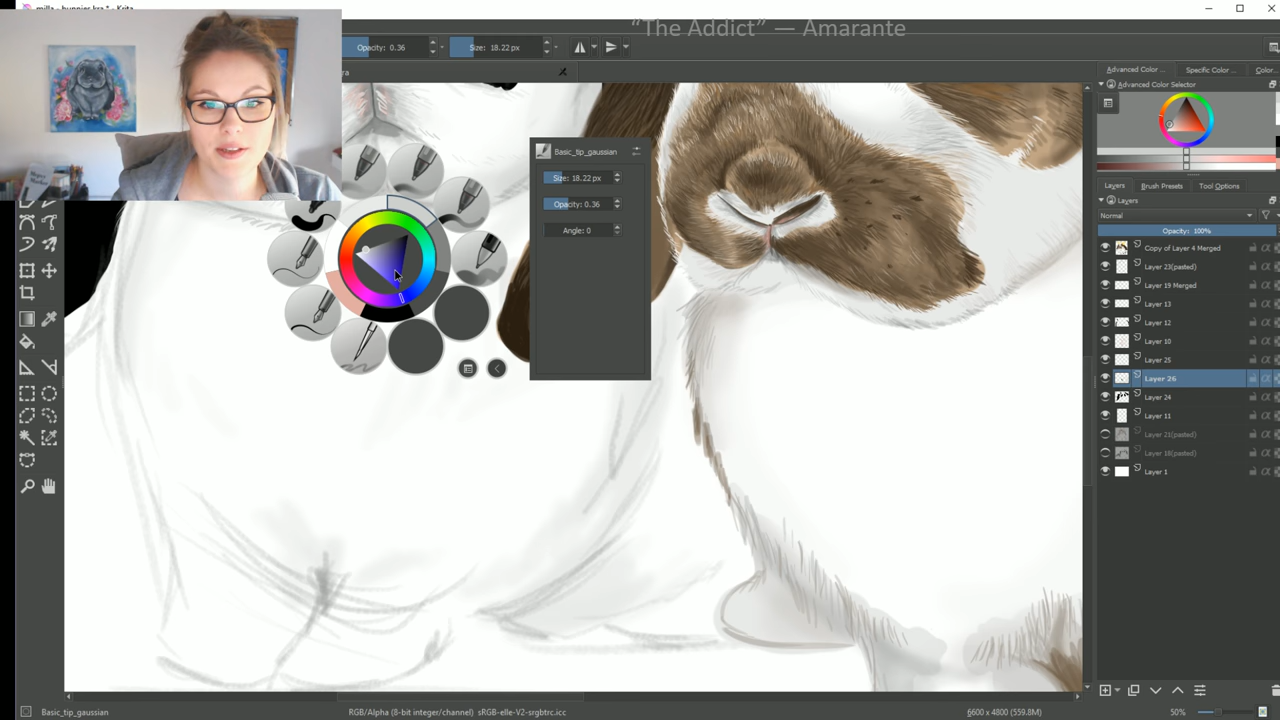 milla - bunnies.kra * - Krita
“The Addict” — Amarante
Opacity: 0.36
Size: 18.22 px
ra
Advanced Color ...
Specific Color ...
Color...
Advanced Color Selector
Basic_tip_gaussian
Size: 18.22 px
Opacity: 0.36
Angle: 0
Layers
Brush Presets
Tool Options
Layers
Normal
Opacity: 100%
Copy of Layer 4 Merged
Layer 23(pasted)
Layer 19 Merged
Layer 13
Layer 12
Layer 10
Layer 25
Layer 26
Layer 24
Layer 11
Layer 21(pasted)
Layer 18(pasted)
Layer 1
Basic_tip_gaussian
RGB/Alpha (8-bit integer/channel) sRGB-elle-V2-srgbtrc.icc
6600 x 4800 (559.8M)
50%